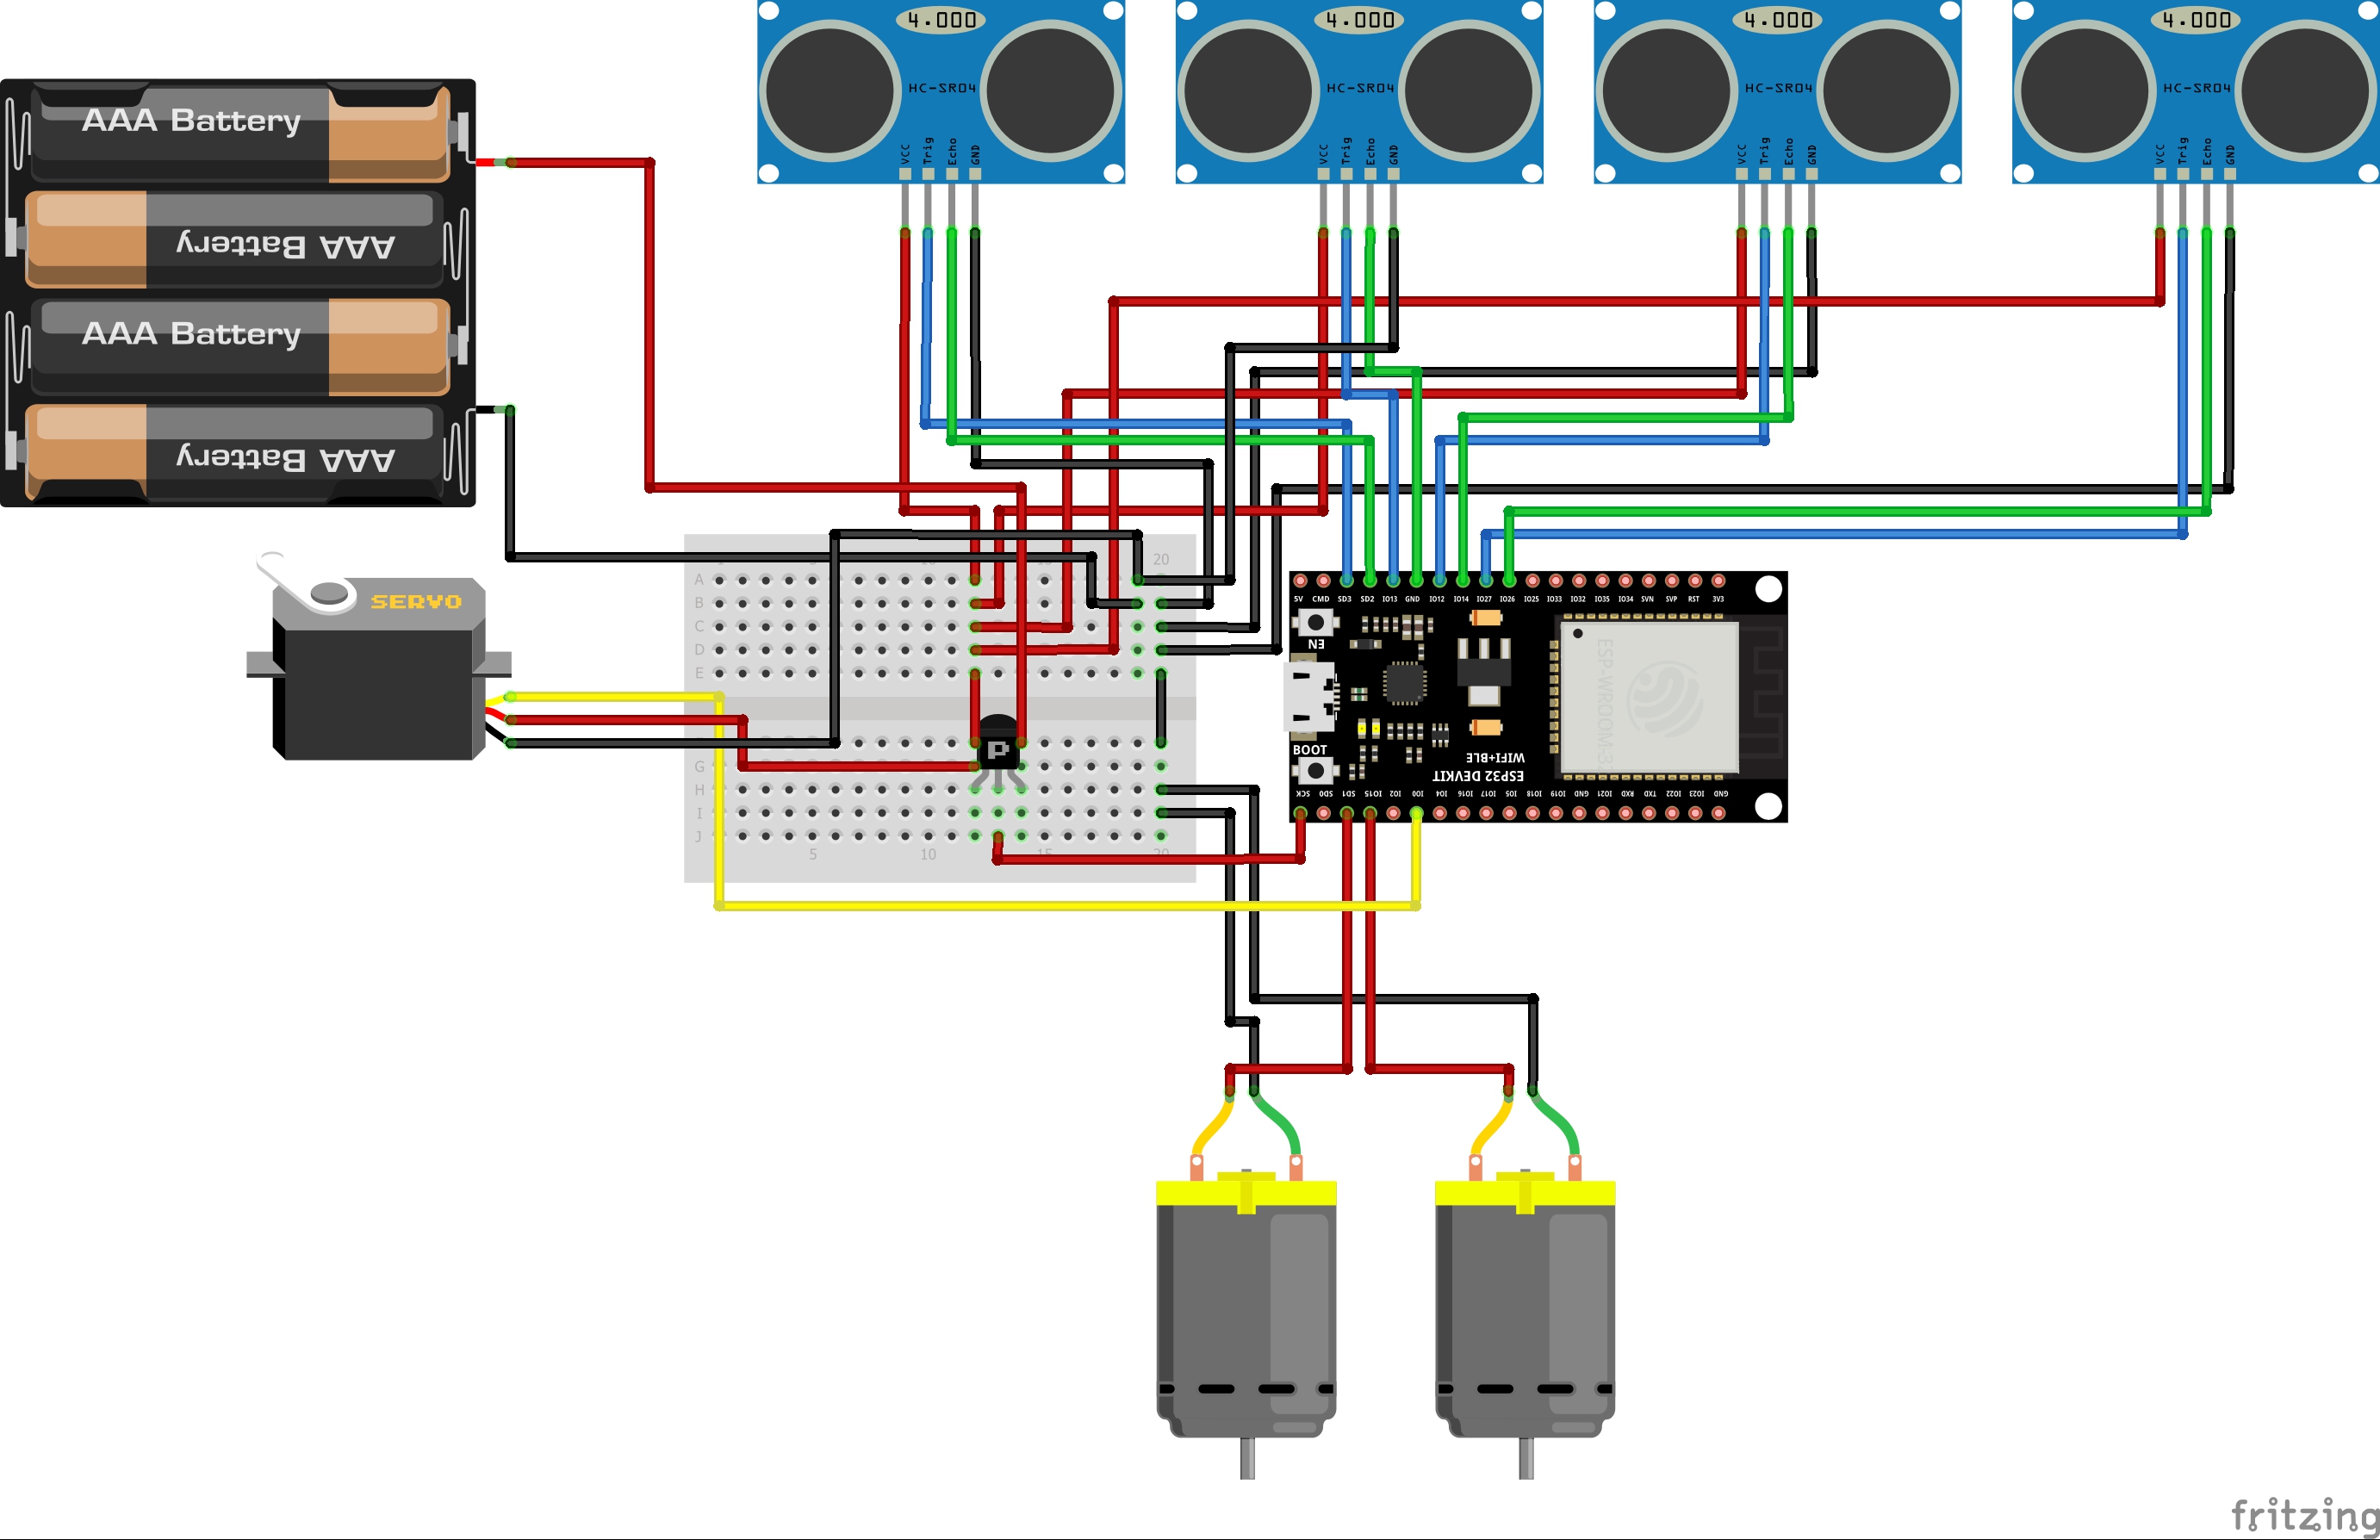 4.000
4.000
4.000
4.000
HC-SR04
HC-SR04
HC-SR04
HC-SR04
VCC Trig Echo GND
VCC Trig Echo GND
VCC Trig Echo GND
VCC Trig Echo GND
AAA Battery
AAA Battery
AAA Battery
AAA Battery
SERVO
20
A
B
C
D
E
G
H
I
J
5 10 15 20
P
5V CMD SD3 SD2 IO13 GND IO12 IO14 IO27 IO26 IO25 IO33 IO32 IO35 IO34 SVN SVP RST 3V3
EN
ESP-WROOM-32
BOOT
WIFI+BLE
ESP32 DEVKIT
SCK SD0 SD1 IO15 IO2 IO0 IO4 IO16 IO17 IO5 IO18 IO19 GND IO21 RXD TXD IO22 IO23 GND
fritzing